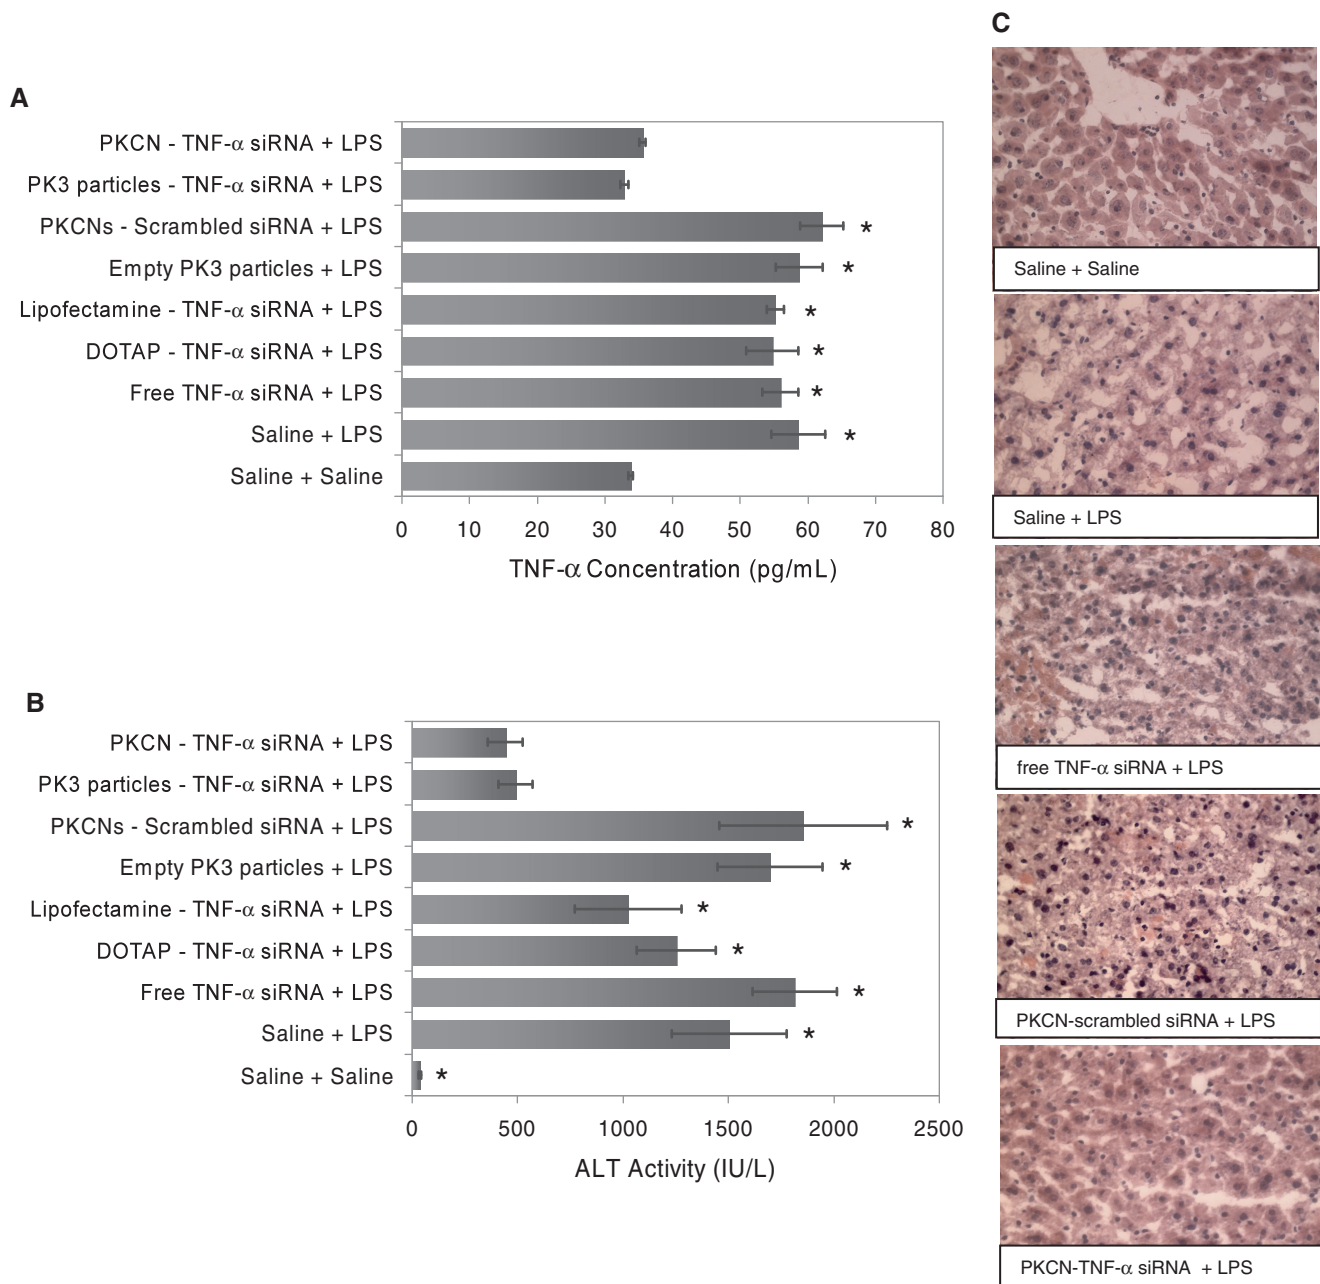 A
PKCN - TNF-α siRNA + LPS
PK3 particles - TNF-α siRNA + LPS
PKCNs - Scrambled siRNA + LPS
Empty PK3 particles + LPS
Lipofectamine - TNF-α siRNA + LPS
DOTAP - TNF-α siRNA + LPS
Free TNF-α siRNA + LPS
Saline + LPS
Saline + Saline
* 
*
*
*
*
*
0 10 20 30 40 50 60 70 80
TNF-α Concentration (pg/mL)
B
PKCN - TNF-α siRNA + LPS
PK3 particles - TNF-α siRNA + LPS
PKCNs - Scrambled siRNA + LPS
Empty PK3 particles + LPS
Lipofectamine - TNF-α siRNA + LPS
DOTAP - TNF-α siRNA + LPS
Free TNF-α siRNA + LPS
Saline + LPS
Saline + Saline
*
*
*
*
*
*
*
0 500 1000 1500 2000 2500
ALT Activity (IU/L)
C
Saline + Saline
Saline + LPS
free TNF-α siRNA + LPS
PKCN-scrambled siRNA + LPS
PKCN-TNF-α siRNA + LPS